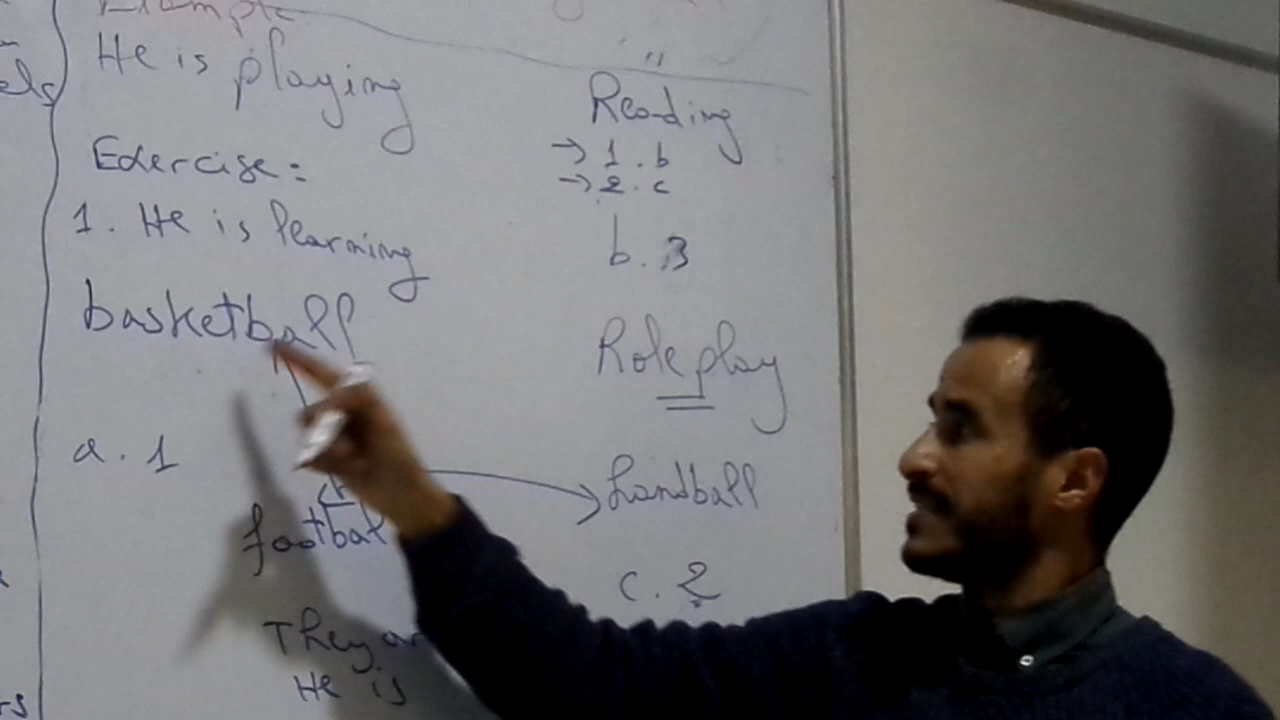 Example
He is playing
Exercise:
1. He is learning
basketball
a. 1
footbal
They ar
He is
Reading
→ 1. b
→ 2. c
b. 3
Role play
handball
c. 2